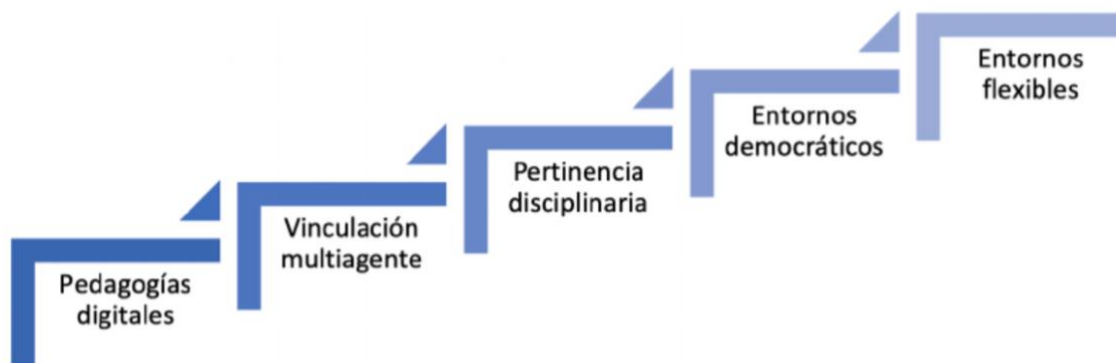 Pedagogías
digitales
Vinculación
multiagente
Pertinencia
disciplinaria
Entornos
democráticos
Entornos
flexibles